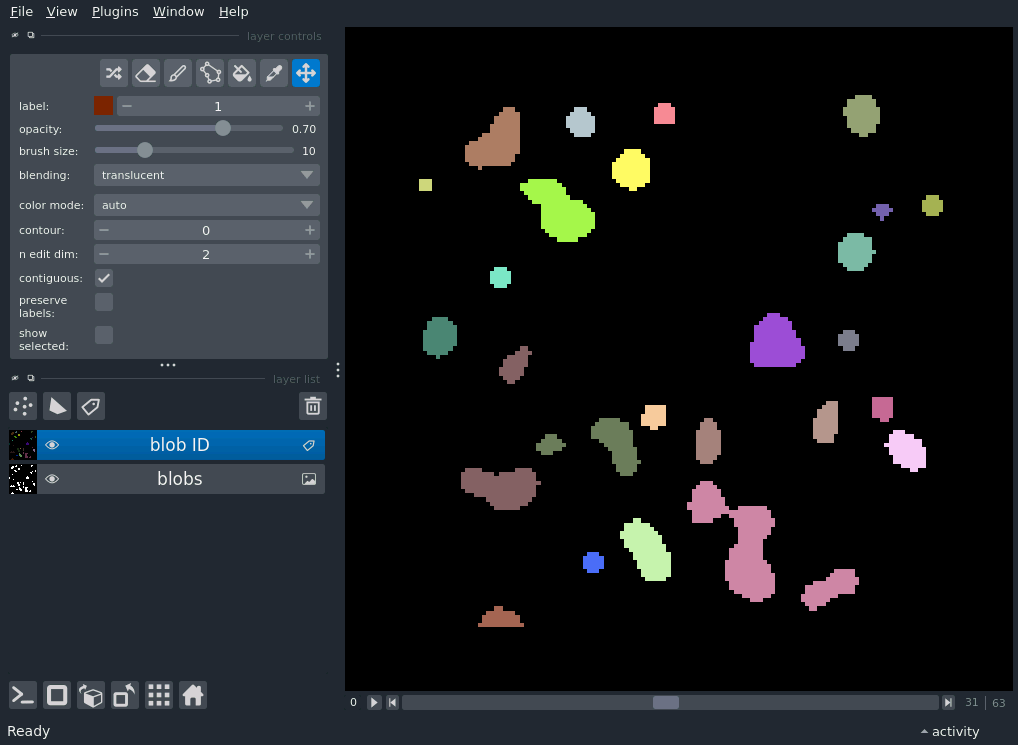 File View Plugins Window Help
layer controls
label: 1
opacity: 0.70
brush size: 10
blending: translucent
color mode: auto
contour: 0
n edit dim: 2
contiguous:
preserve
labels:
show
selected:
layer list
blob ID
blobs
0 31 63
Ready activity